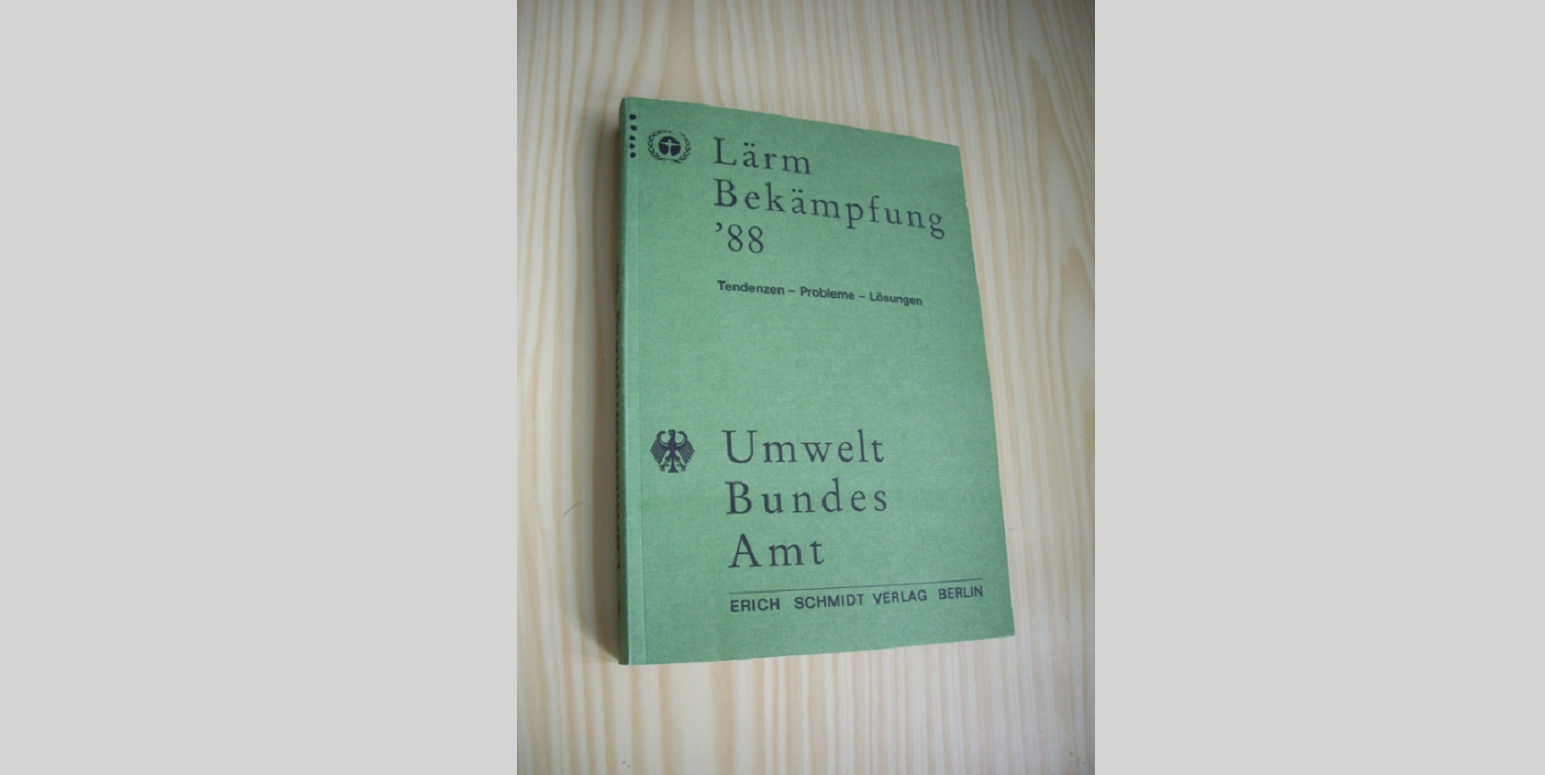 Lärm
Bekämpfung
’88
Tendenzen – Probleme – Lösungen
Umwelt
Bundes
Amt
ERICH SCHMIDT VERLAG BERLIN